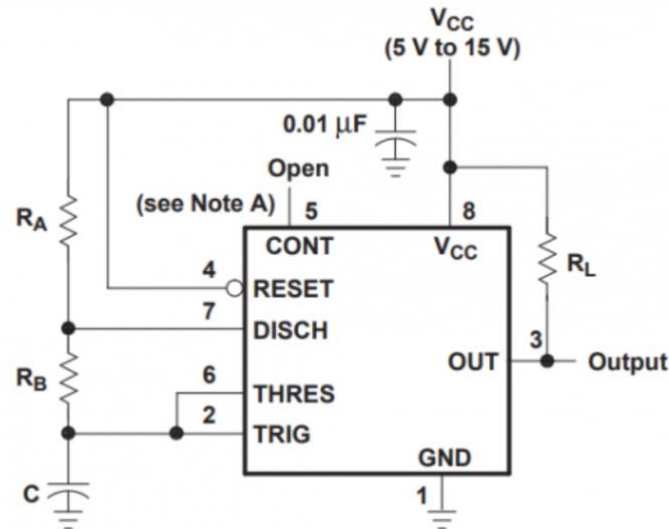 VCC
(5 V to 15 V)
0.01 μF
Open
(see Note A)
5
8
RA
CONT
VCC
RL
4
RESET
7
DISCH
3
OUT
Output
RB
6
THRES
2
TRIG
GND
C
1